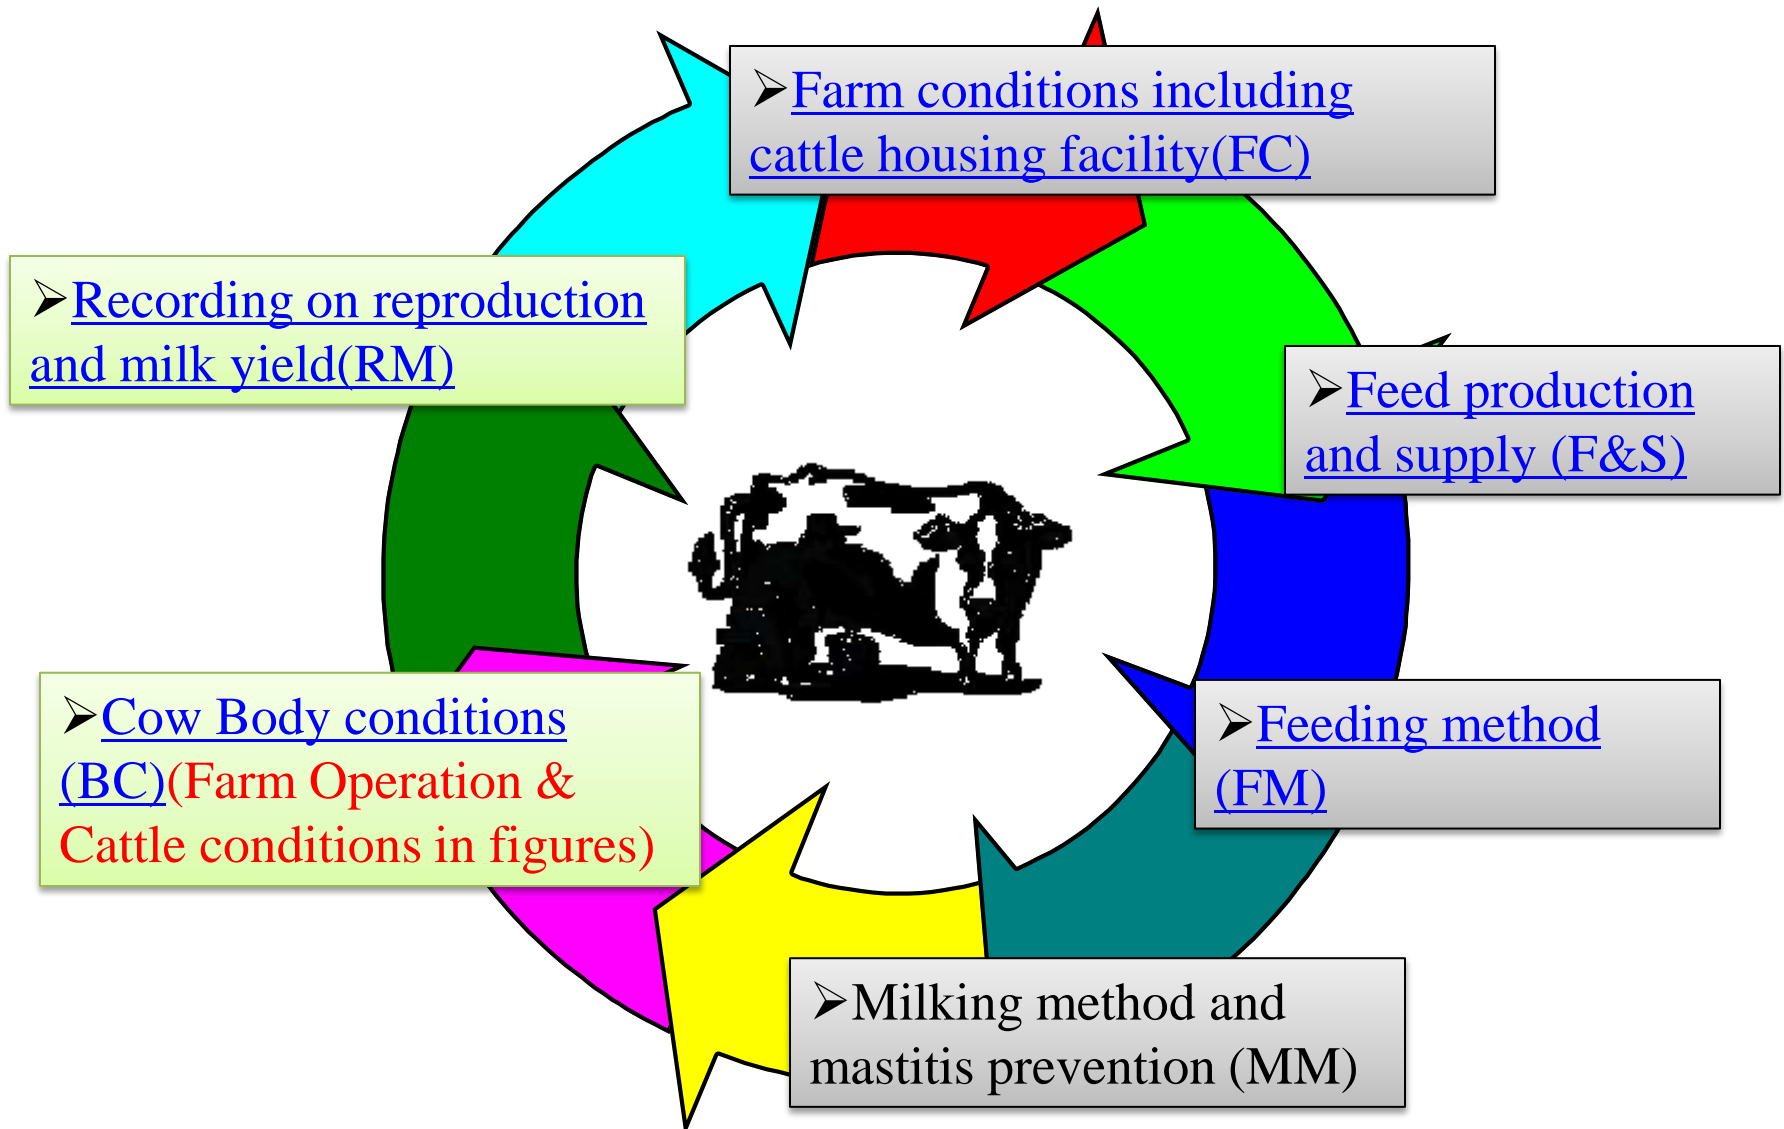 ➢Farm conditions including
cattle housing facility(FC)
➢Recording on reproduction
and milk yield(RM)
➢Feed production
and supply (F&S)
➢Cow Body conditions
(BC)(Farm Operation &
Cattle conditions in figures)
➢Feeding method
(FM)
➢Milking method and
mastitis prevention (MM)